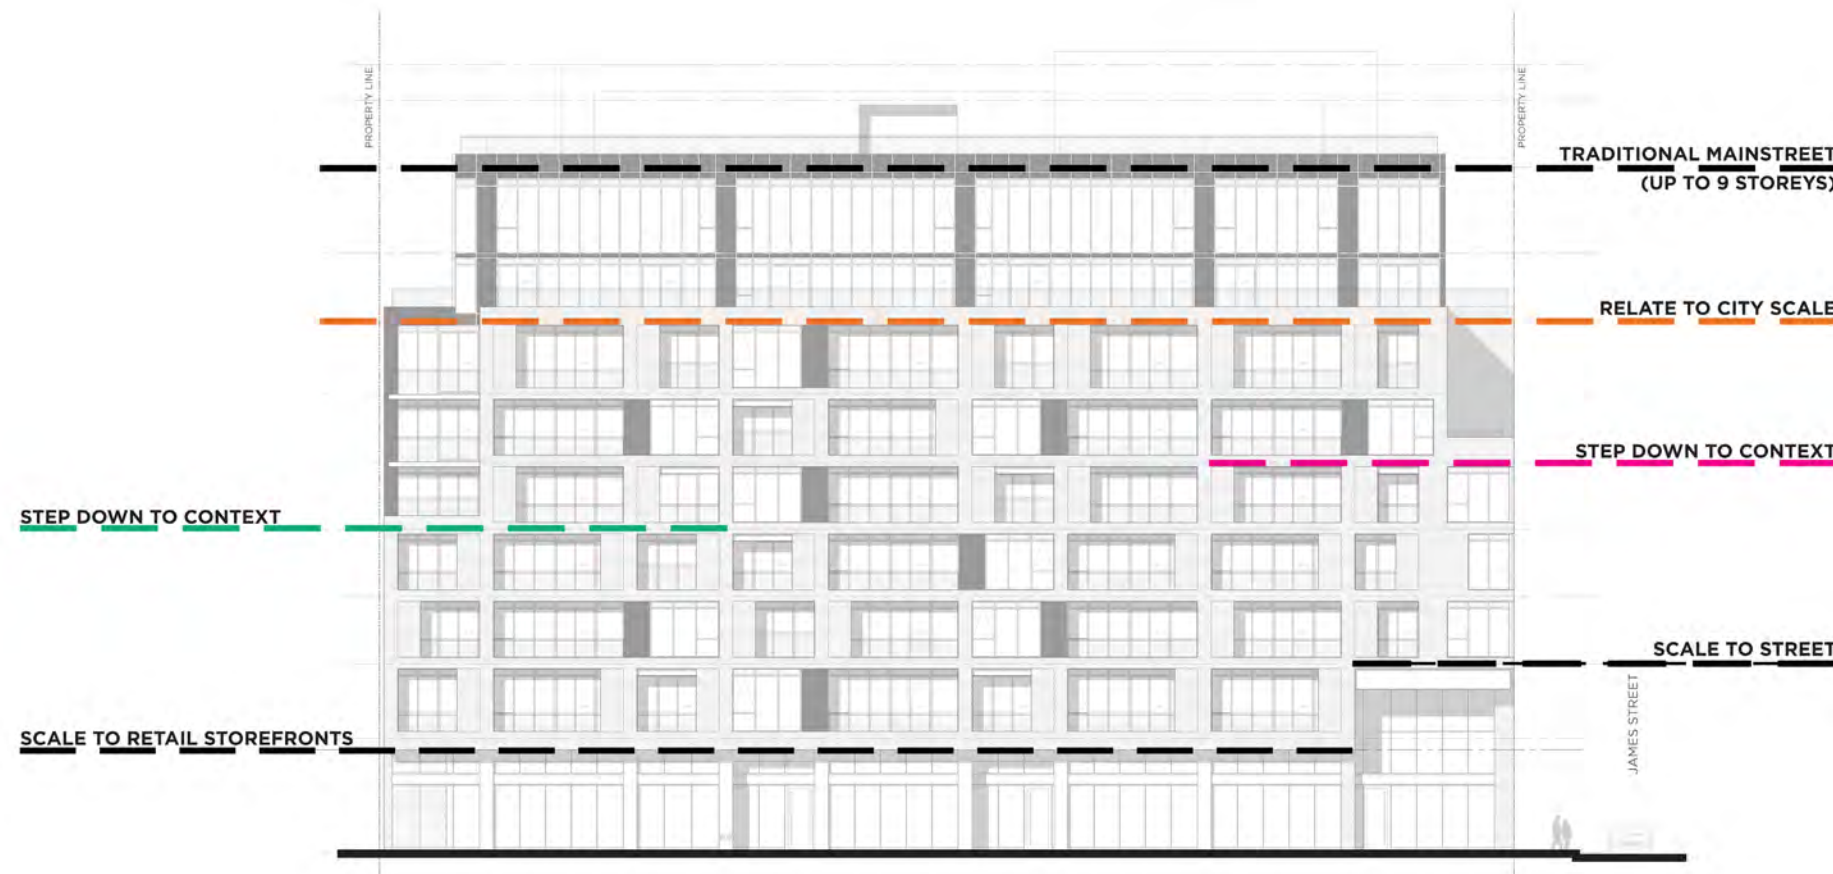 PROPERTY LINE
PROPERTY LINE
TRADITIONAL MAINSTREET
(UP TO 9 STOREYS)
RELATE TO CITY SCALE
STEP DOWN TO CONTEXT
STEP DOWN TO CONTEXT
SCALE TO STREET
JAMES STREET
SCALE TO RETAIL STOREFRONTS